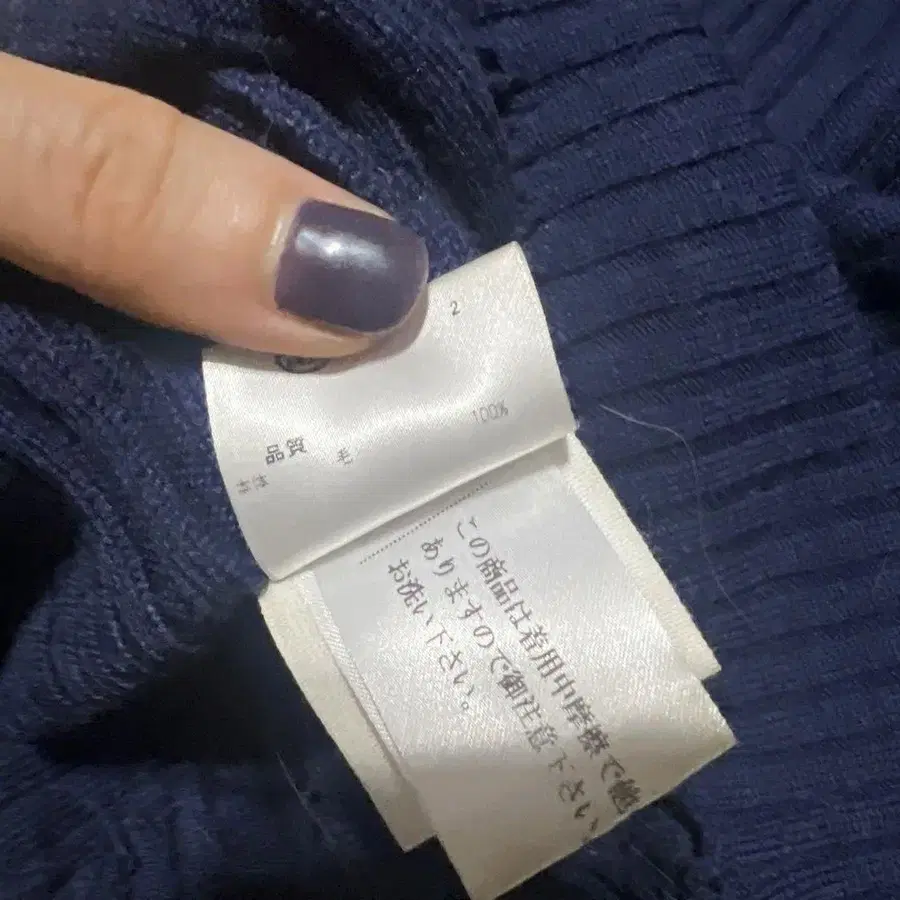 2
品質
毛
100%
この商品は着用中摩擦で
ありますので御注意下さい
お洗い下さい。